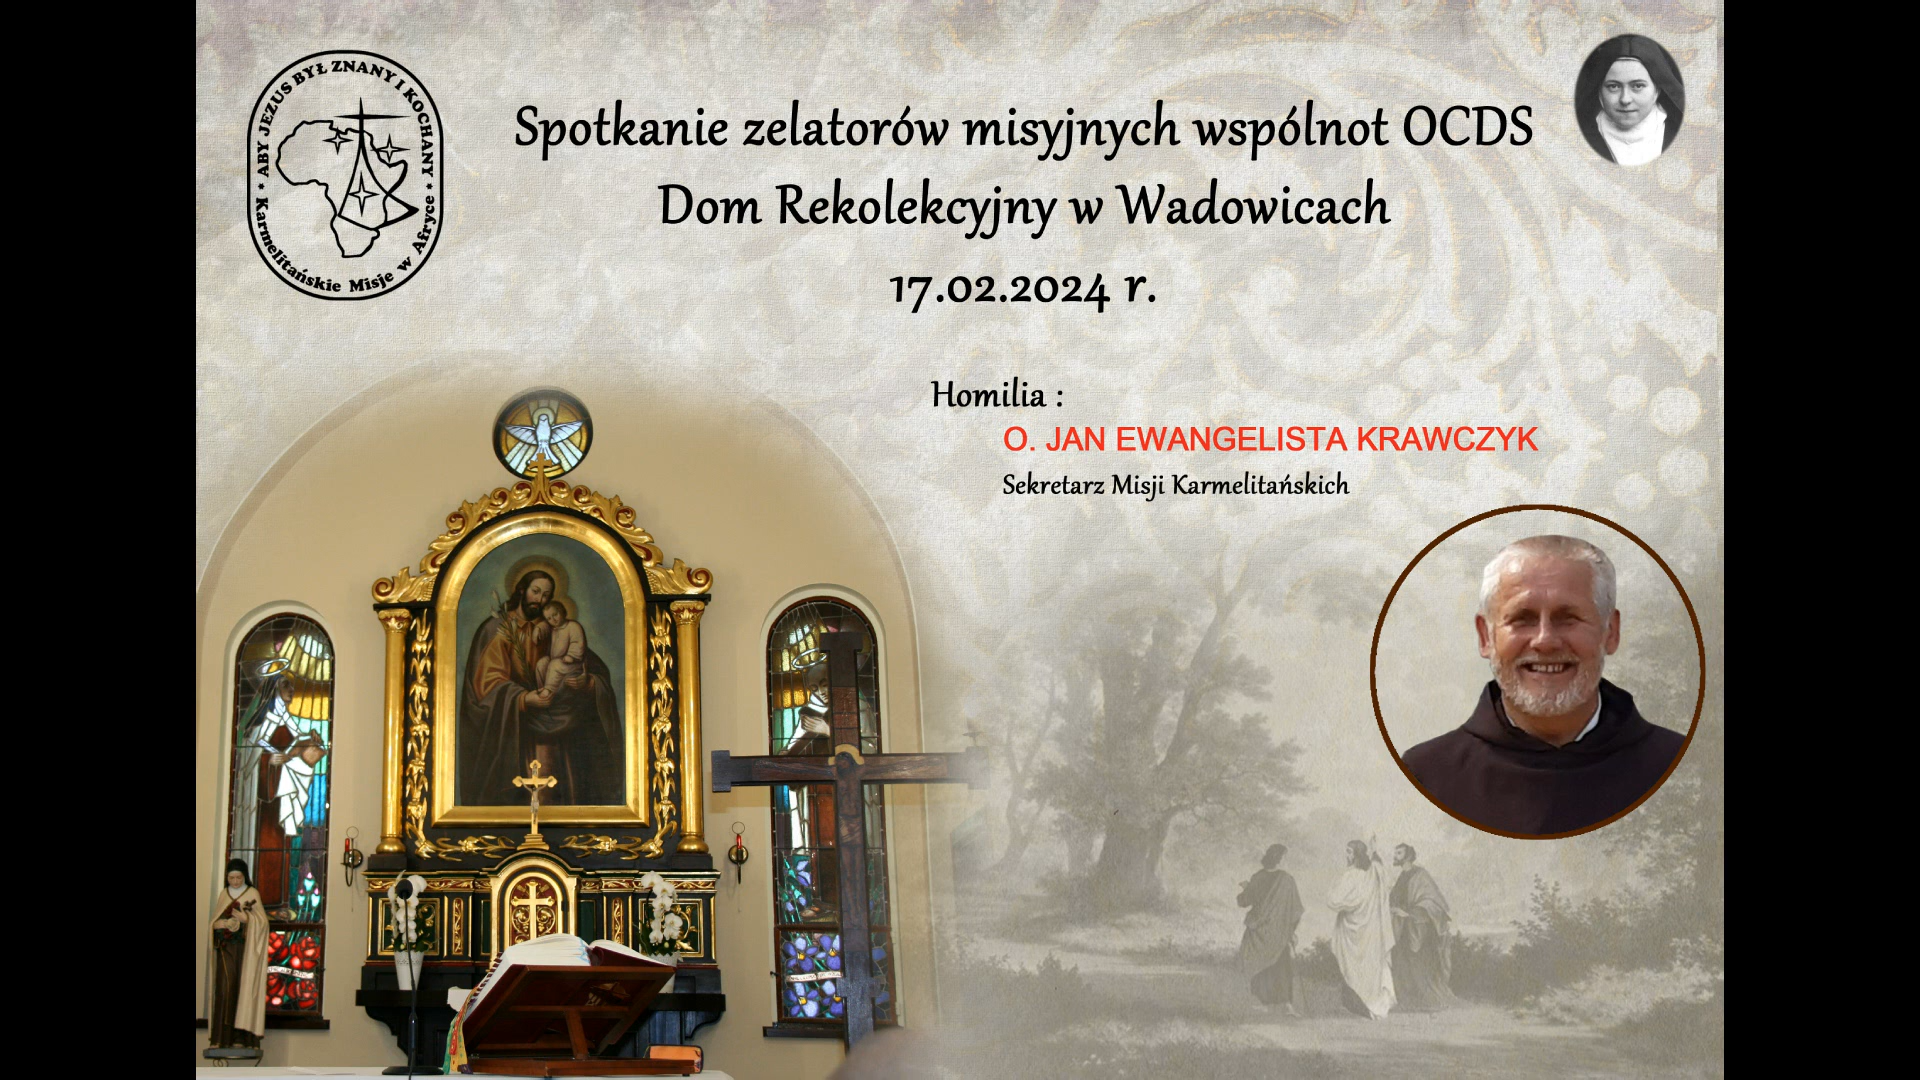 ABY JEZUS BYŁ ZNANY I KOCHANY * Karmelitańskie Misje w Afryce *
Spotkanie zelatorów misyjnych wspólnot OCDS
Dom Rekolekcyjny w Wadowicach
17.02.2024 r.
Homilia :
O. JAN EWANGELISTA KRAWCZYK
Sekretarz Misji Karmelitańskich